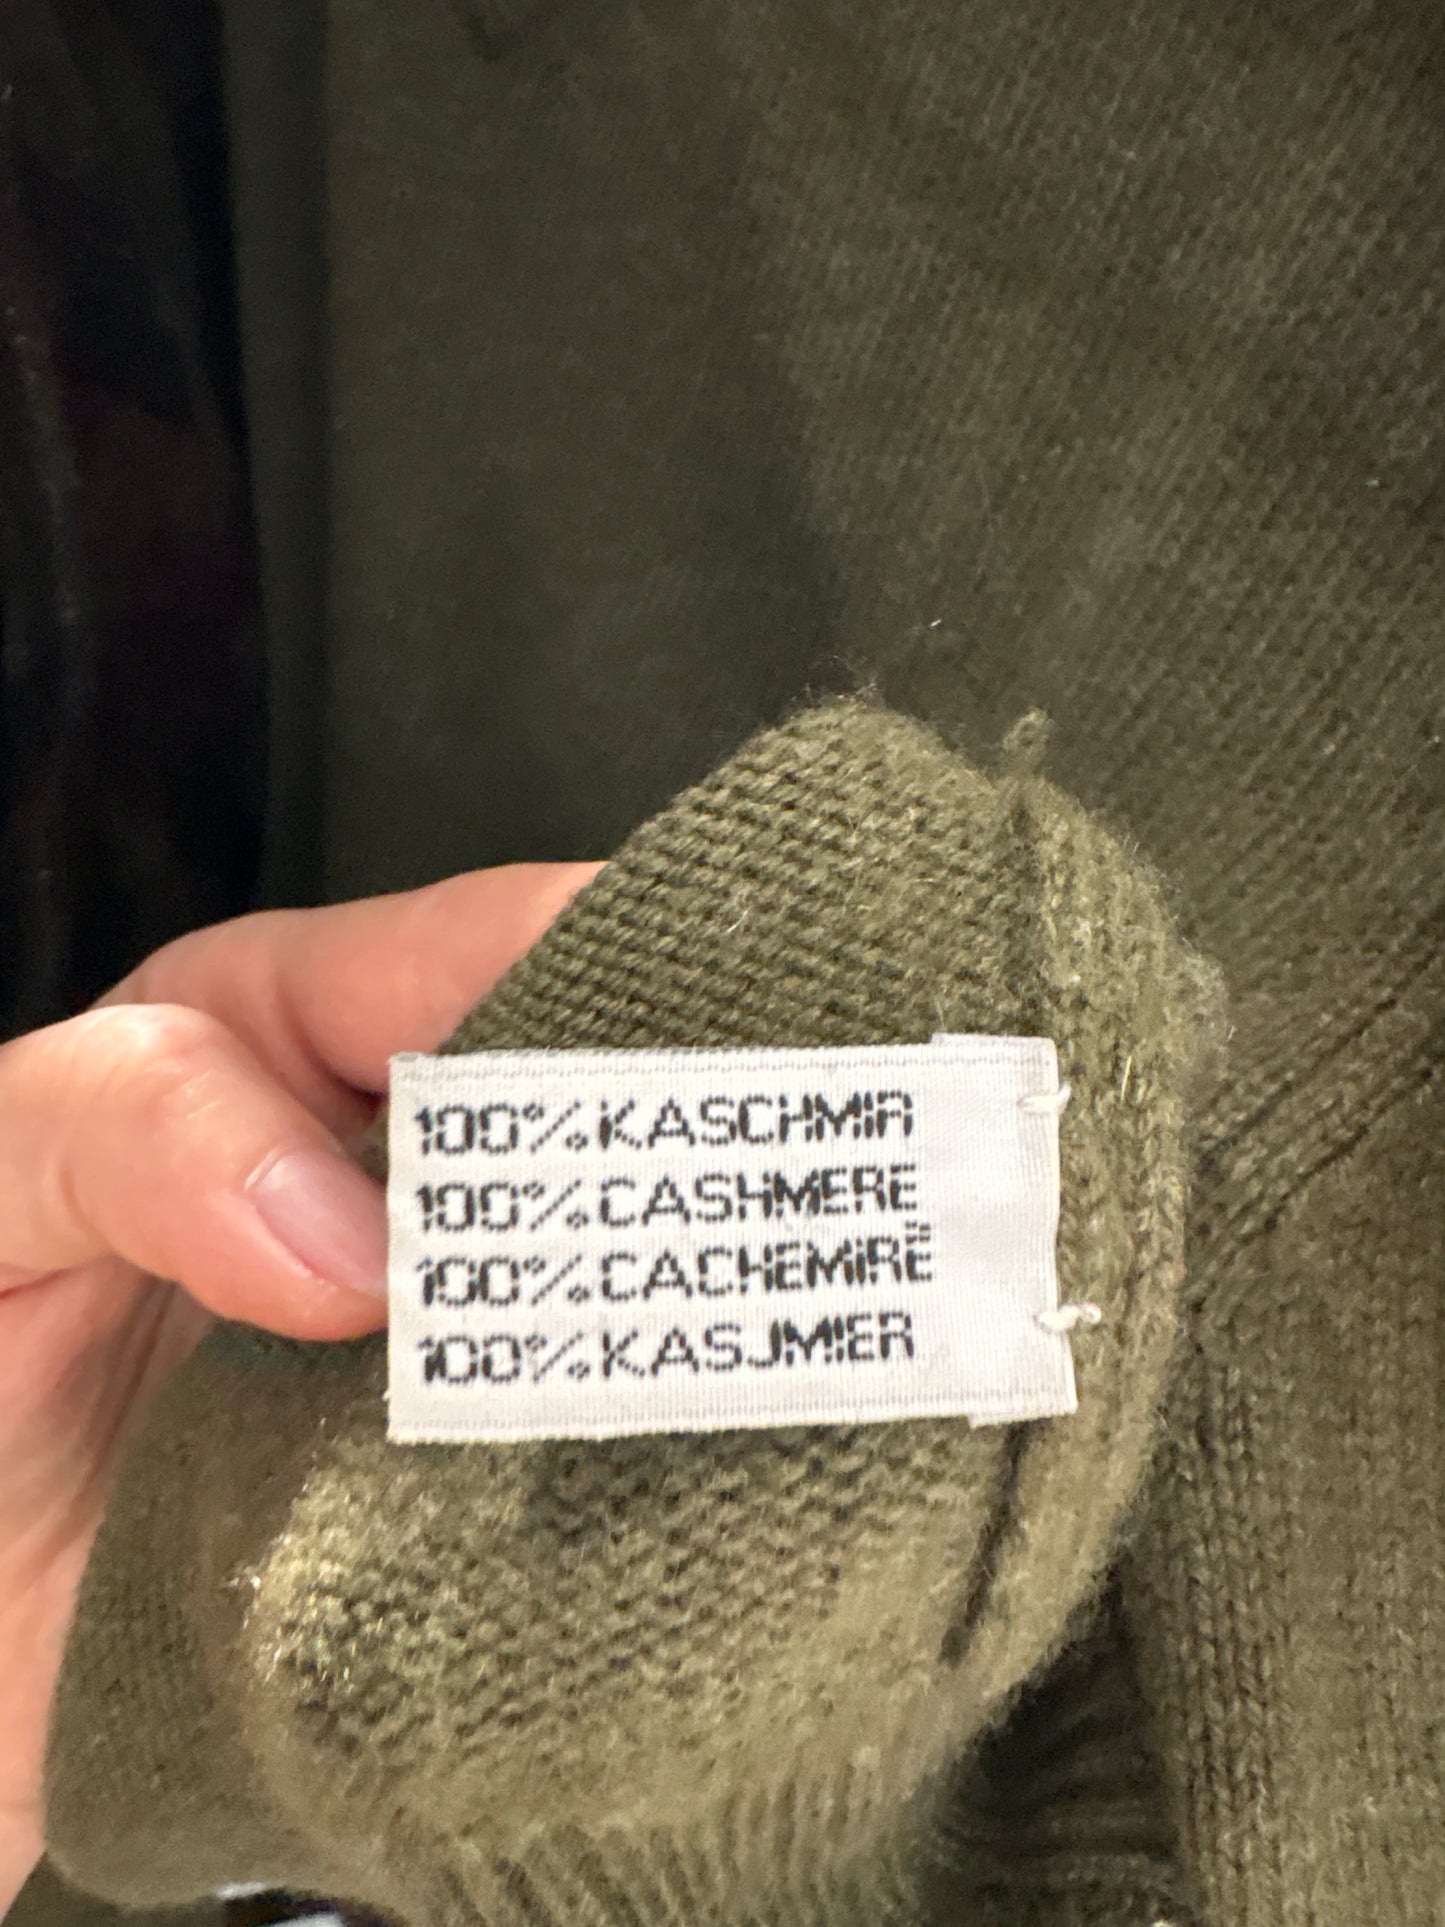 100% KASCHMIR
100% CASHMERE
100% CACHEMIRË
100% KASJMIER